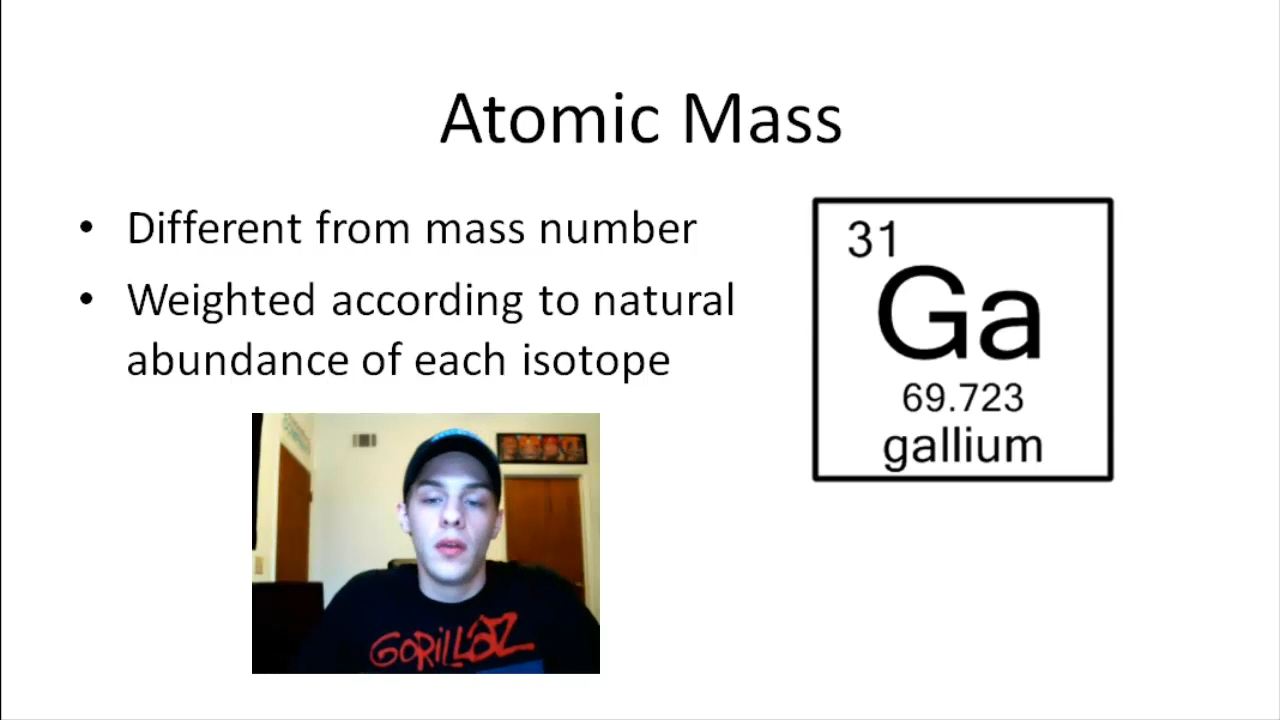 Atomic Mass
• Different from mass number
• Weighted according to natural
abundance of each isotope
31
Ga
69.723
gallium
GORILLAZ